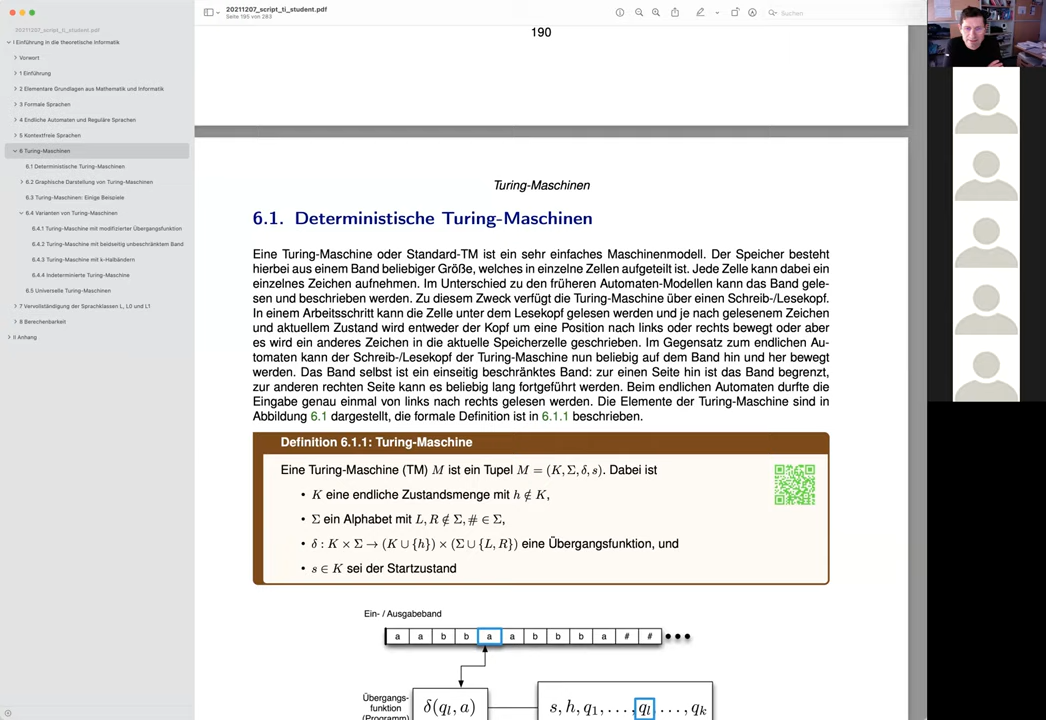 20211207_script_ti_student.pdf
Seite 195 von 283
Suchen
20211207_script_ti_student.pdf
I Einführung in die theoretische Informatik
Vorwort
1 Einführung
2 Elementare Grundlagen aus Mathematik und Informatik
3 Formale Sprachen
4 Endliche Automaten und Reguläre Sprachen
5 Kontextfreie Sprachen
6 Turing-Maschinen
6.1 Deterministische Turing-Maschinen
6.2 Graphische Darstellung von Turing-Maschinen
6.3 Turing-Maschinen: Einige Beispiele
6.4 Varianten von Turing-Maschinen
6.4.1 Turing-Maschine mit modifizierter Übergangsfunktion
6.4.2 Turing-Maschine mit beidseitig unbeschränktem Band
6.4.3 Turing-Maschine mit k-Halbbändern
6.4.4 Indeterminierte Turing-Maschine
6.5 Universelle Turing-Maschinen
7 Vervollständigung der Sprachklassen L, L0 und L1
8 Berechenbarkeit
II Anhang
190
Turing-Maschinen
6.1. Deterministische Turing-Maschinen
Eine Turing-Maschine oder Standard-TM ist ein sehr einfaches Maschinenmodell. Der Speicher besteht
hierbei aus einem Band beliebiger Größe, welches in einzelne Zellen aufgeteilt ist. Jede Zelle kann dabei ein
einzelnes Zeichen aufnehmen. Im Unterschied zu den früheren Automaten-Modellen kann das Band gele-
sen und beschrieben werden. Zu diesem Zweck verfügt die Turing-Maschine über einen Schreib-/Lesekopf.
In einem Arbeitsschritt kann die Zelle unter dem Lesekopf gelesen werden und je nach gelesenem Zeichen
und aktuellem Zustand wird entweder der Kopf um eine Position nach links oder rechts bewegt oder aber
es wird ein anderes Zeichen in die aktuelle Speicherzelle geschrieben. Im Gegensatz zum endlichen Au-
tomaten kann der Schreib-/Lesekopf der Turing-Maschine nun beliebig auf dem Band hin und her bewegt
werden. Das Band selbst ist ein einseitig beschränktes Band: zur einen Seite hin ist das Band begrenzt,
zur anderen rechten Seite kann es beliebig lang fortgeführt werden. Beim endlichen Automaten durfte die
Eingabe genau einmal von links nach rechts gelesen werden. Die Elemente der Turing-Maschine sind in
Abbildung 6.1 dargestellt, die formale Definition ist in 6.1.1 beschrieben.
Definition 6.1.1: Turing-Maschine
Eine Turing-Maschine (TM) M ist ein Tupel M = (K, Σ, δ, s). Dabei ist
• K eine endliche Zustandsmenge mit h ∉ K,
• Σ ein Alphabet mit L, R ∉ Σ, # ∈ Σ,
• δ : K × Σ → (K ∪ {h}) × (Σ ∪ {L, R}) eine Übergangsfunktion, und
• s ∈ K sei der Startzustand
Ein- / Ausgabeband
a a b b a a b b b a # # •••
Übergangs-
funktion
(Programm)
δ(qₗ, a)
s, h, q₁, . . . , qₗ . . . , qₖ